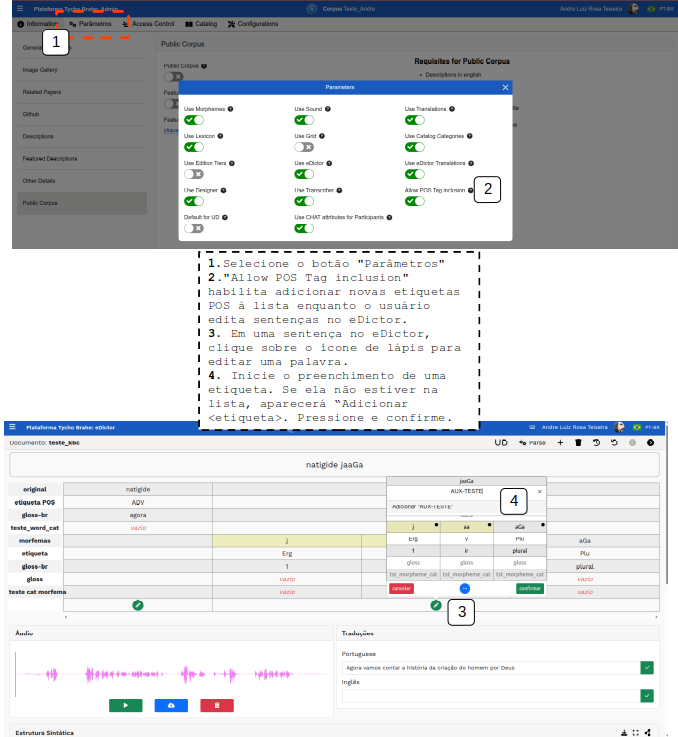 Plataforma Tycho Brahe: Admin
Corpus Teste_Andre
Andre Luiz Rosa Teixeira
PT-BR
Information
Parâmetros
Access Control
Catalog
Configurations
1
General
Image Gallery
Related Papers
Github
Descriptions
Featured Descriptions
Other Details
Public Corpus
Public Corpus
Public Corpus
Requisites for Public Corpus
Descriptions in english
Parameters
Use Morphemes
Use Sound
Use Translations
Use Lexicon
Use Grid
Use Catalog Categories
Use Edition Tiers
Use eDictor
Use eDictor Translations
Use Designer
Use Transcriber
Allow POS Tag inclusion
2
Default for UD
Use CHAT attributes for Participants
1.Selecione o botão "Parâmetros"
2."Allow POS Tag inclusion"
habilita adicionar novas etiquetas
POS à lista enquanto o usuário
edita sentenças no eDictor.
3. Em uma sentença no eDictor,
clique sobre o ícone de lápis para
editar uma palavra.
4. Inicie o preenchimento de uma
etiqueta. Se ela não estiver na
lista, aparecerá “Adicionar
<etiqueta>. Pressione e confirme.
Plataforma Tycho Brahe: eDictor
Andre Luiz Rosa Teixeira
PT-BR
Documento: teste_kbc
UD
Parse
natigide jaaGa
original
natigide
jaaGa
etiqueta POS
ADV
AUX-TESTE
gloss-br
agora
Adicionar "AUX-TESTE"
4
teste_word_cat
vazio
morfemas
j
j
aa
aGa
aGa
etiqueta
Erg
Erg
v
Plu
Plu
gloss-br
1
1
ir
plural
plural
gloss
vazio
gloss
gloss
gloss
vazio
teste cat morfema
vazio
tst_morpheme_cat
tst_morpheme_cat
tst_morpheme_cat
vazio
cancelar
confirmar
3
Áudio
Traduções
Portuguese
Agora vamos contar a história da criação do homem por Deus
Inglês
Estrutura Sintática